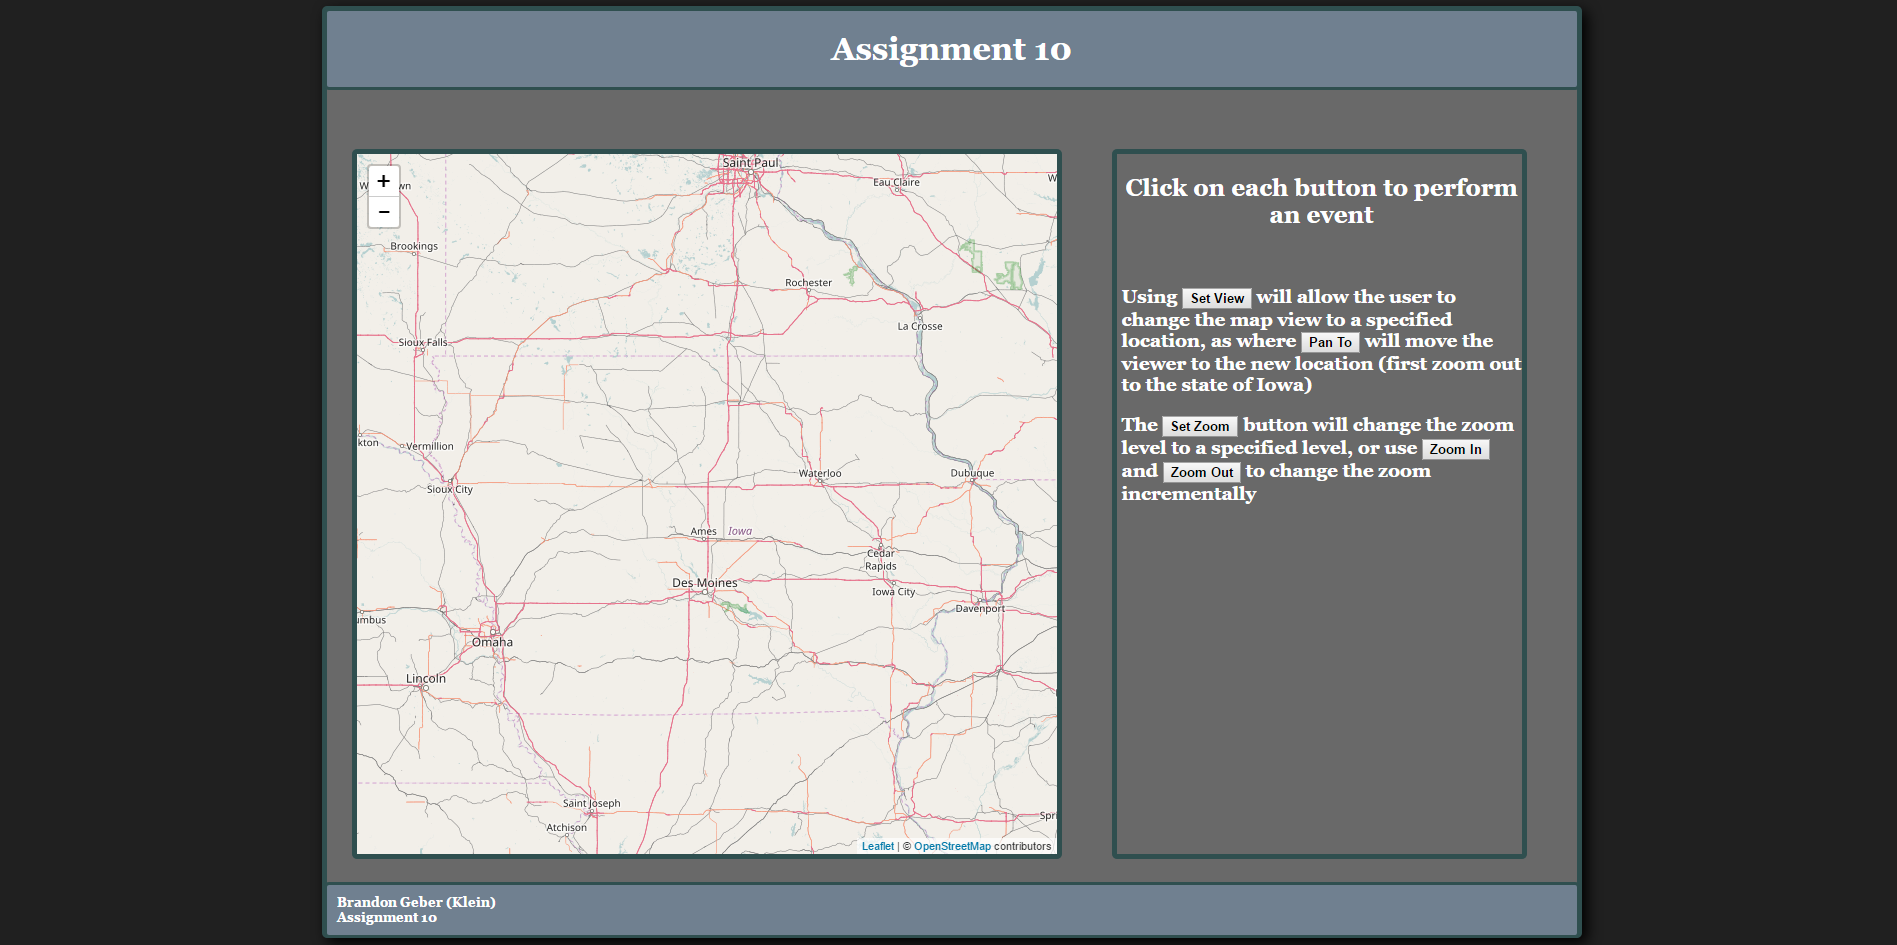 Assignment 10
+
−
Saint Paul
Eau Claire
Brookings
Rochester
La Crosse
Sioux Falls
kton
Vermillion
Waterloo
Dubuque
Sioux City
Ames
Iowa
Cedar
Rapids
Des Moines
Iowa City
Davenport
umbus
Omaha
Lincoln
Saint Joseph
Spri
Atchison
Leaflet | © OpenStreetMap contributors
Click on each button to perform
an event
Using Set View will allow the user to
change the map view to a specified
location, as where Pan To will move the
viewer to the new location (first zoom out
to the state of Iowa)
The Set Zoom button will change the zoom
level to a specified level, or use Zoom In
and Zoom Out to change the zoom
incrementally
Brandon Geber (Klein)
Assignment 10